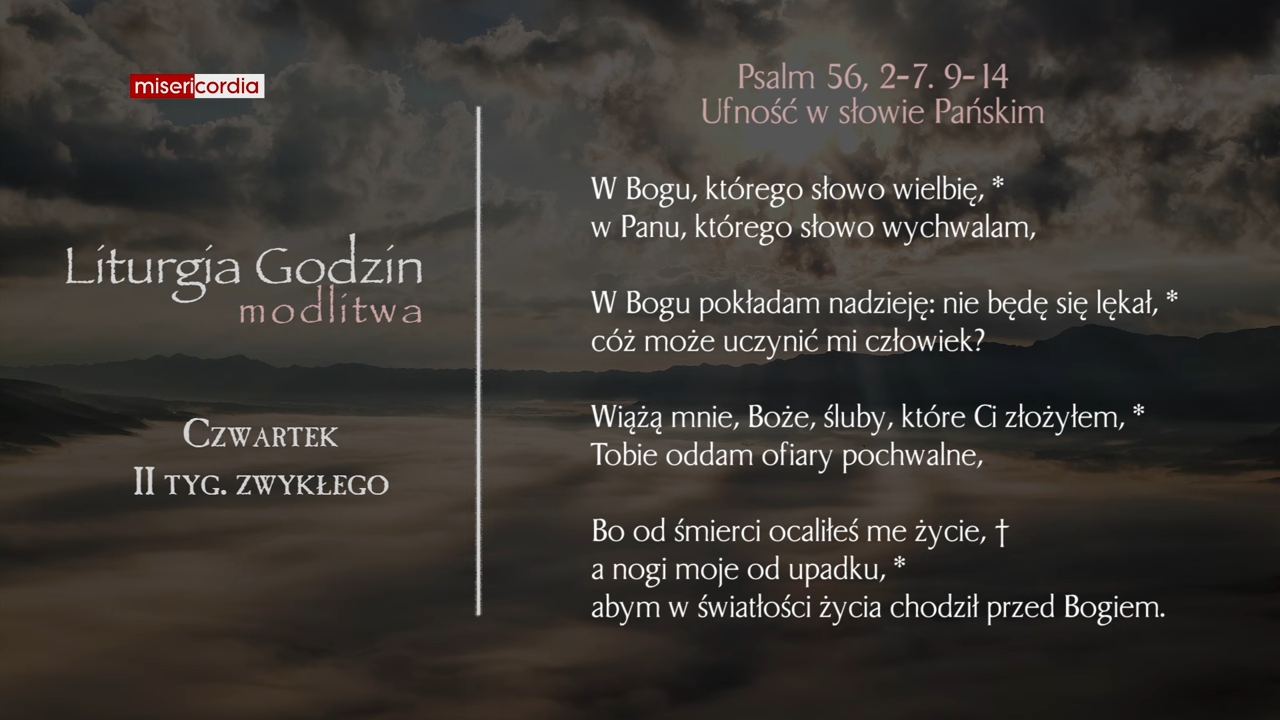 misericordia
Liturgia Godzin
modlitwa
Czwartek
II tyg. zwykłego
Psalm 56, 2-7. 9-14
Ufność w słowie Pańskim
W Bogu, którego słowo wielbię, *
w Panu, którego słowo wychwalam,
W Bogu pokładam nadzieję: nie będę się lękał, *
cóż może uczynić mi człowiek?
Wiążą mnie, Boże, śluby, które Ci złożyłem, *
Tobie oddam ofiary pochwalne,
Bo od śmierci ocaliłeś me życie, †
a nogi moje od upadku, *
abym w światłości życia chodził przed Bogiem.